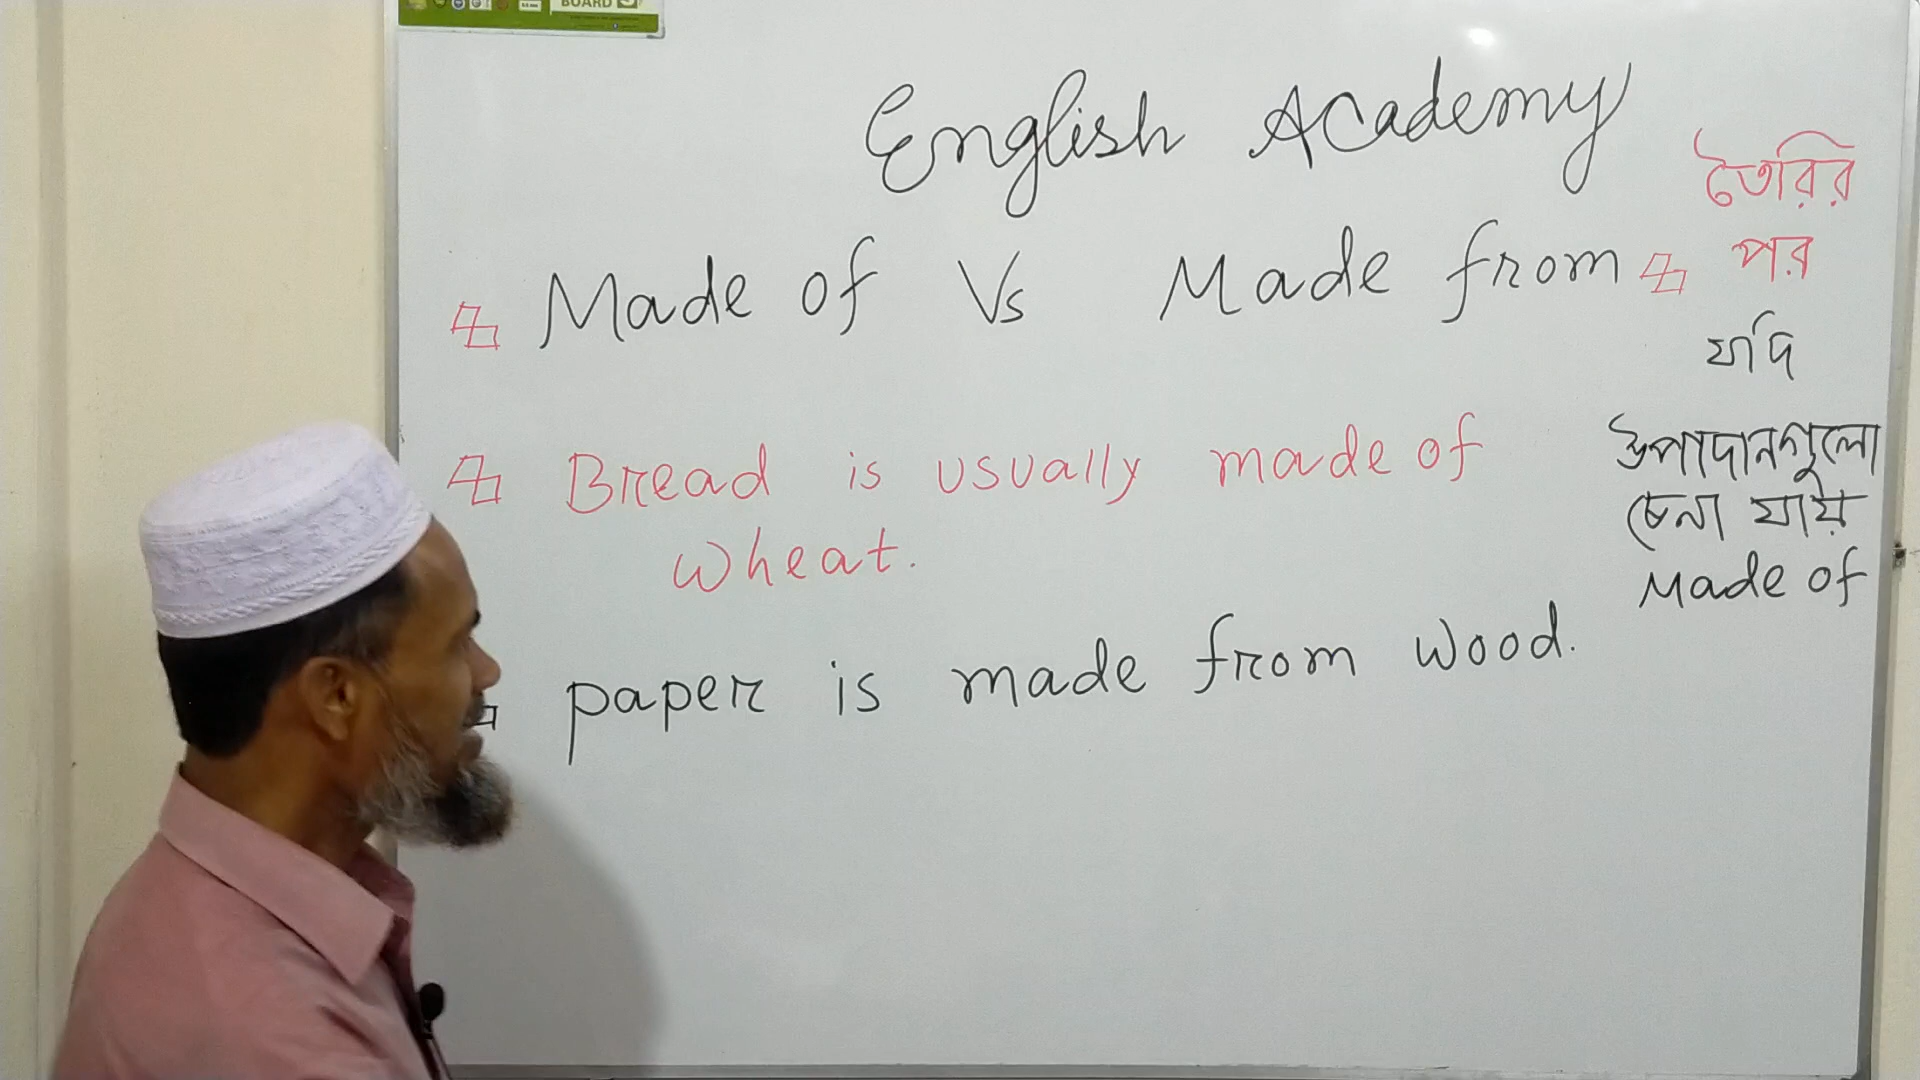 BOARD
English Academy
Made of Vs Made from
Bread is usually made of
wheat.
paper is made from wood.
তৈরির
পর
যদি
উপাদানগুলো
চেনা যায়
Made of